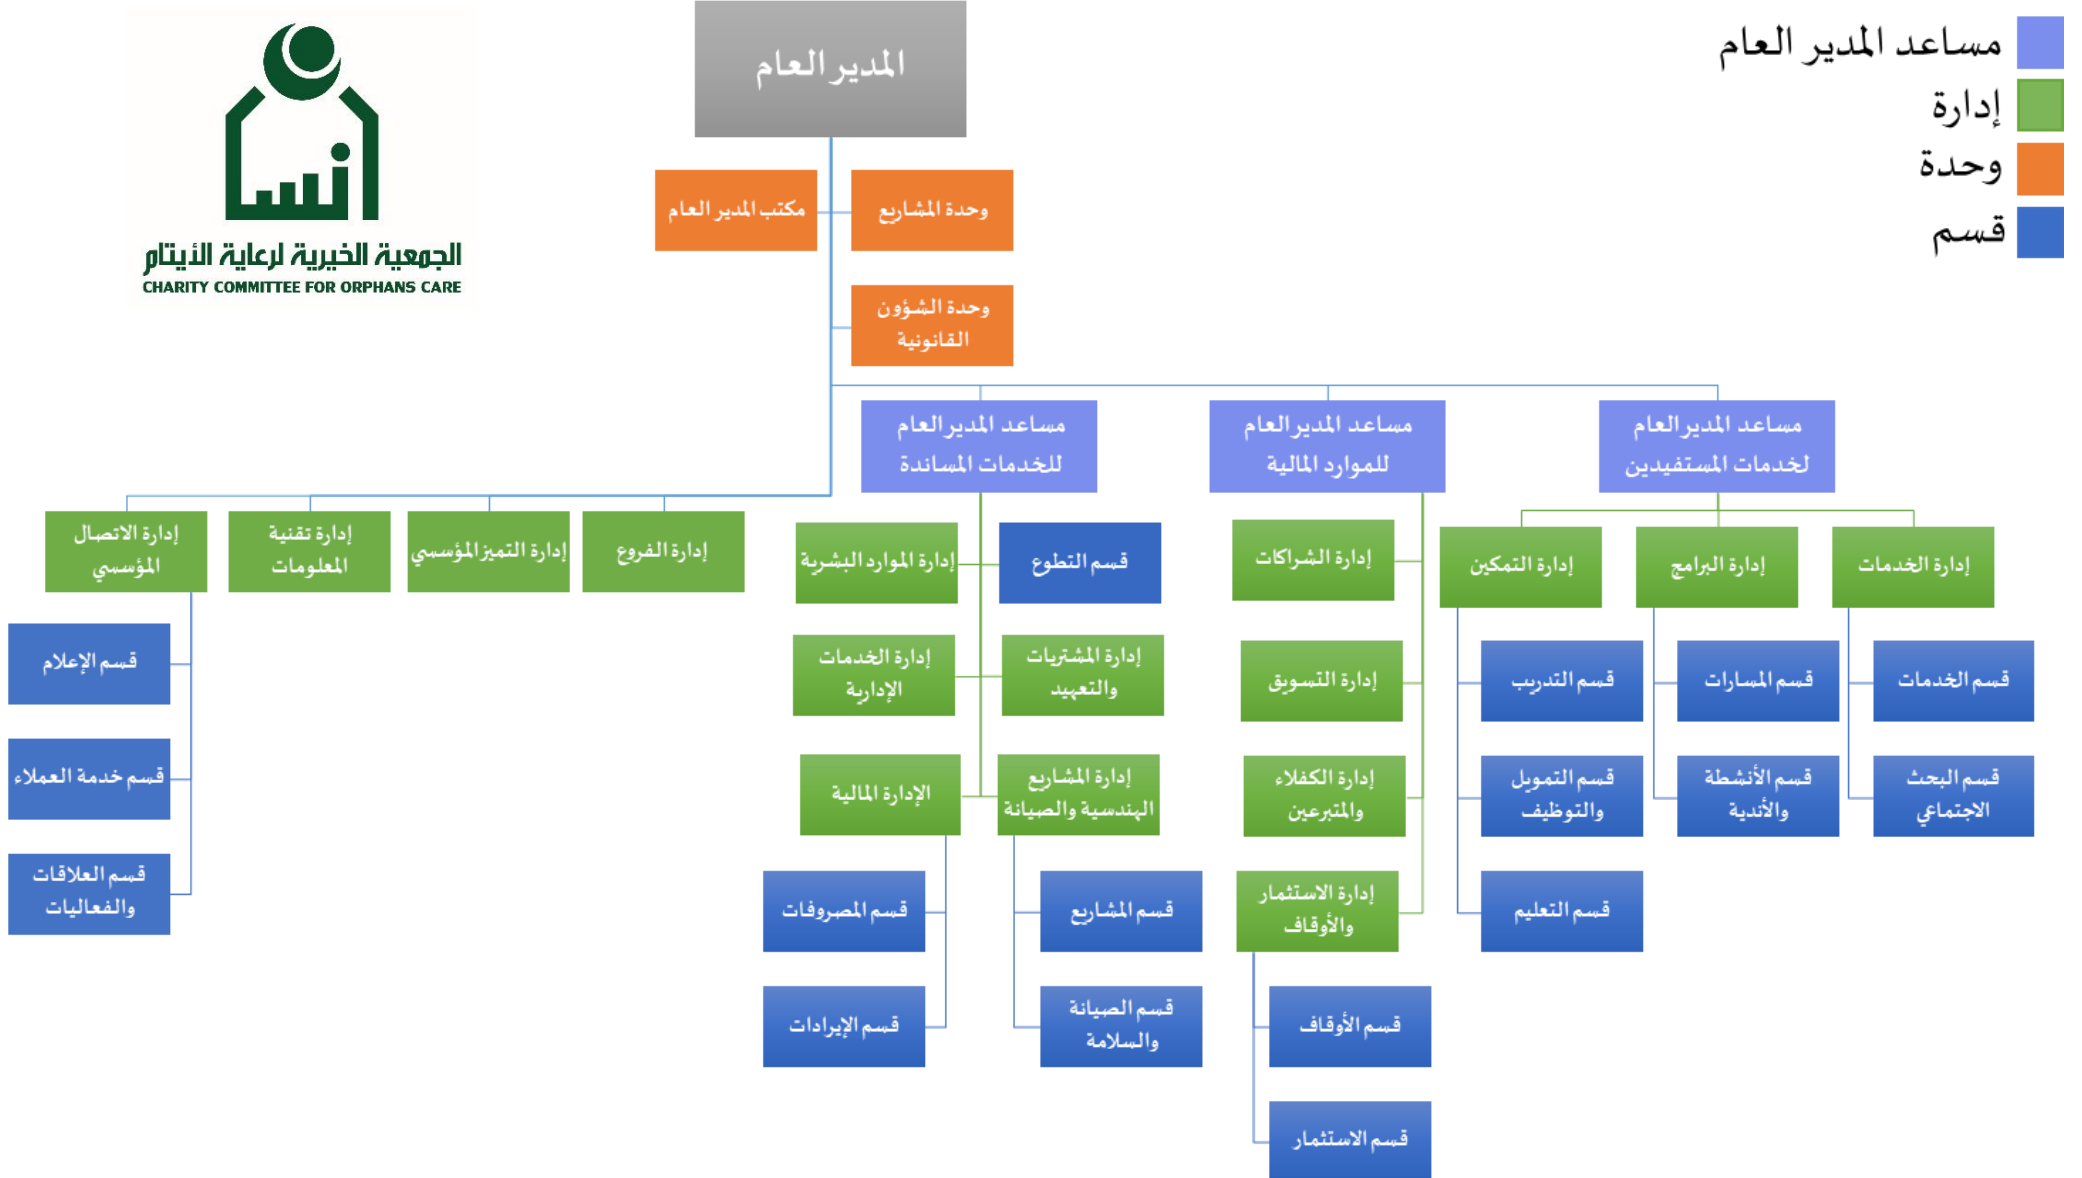 مساعد المدير العام
إدارة
وحدة
قسم
المدير العام
انسا
الجمعية الخيرية لرعاية الأيتام
CHARITY COMMITTEE FOR ORPHANS CARE
وحدة المشاريع
مكتب المدير العام
وحدة الشؤون
القانونية
مساعد المدير العام
لخدمات المستفيدين
مساعد المدير العام
للموارد المالية
مساعد المدير العام
للخدمات المساندة
إدارة الخدمات
إدارة البرامج
إدارة التمكين
قسم الخدمات
قسم البحث
الاجتماعي
قسم المسارات
قسم الأنشطة
والأندية
قسم التدريب
قسم التمويل
والتوظيف
قسم التعليم
إدارة الشراكات
إدارة التسويق
إدارة الكفلاء
والمتبرعين
إدارة الاستثمار
والأوقاف
قسم الأوقاف
قسم الاستثمار
قسم التطوع
إدارة الموارد البشرية
إدارة المشتريات
والتعهيد
إدارة الخدمات
الإدارية
إدارة المشاريع
الهندسية والصيانة
الإدارة المالية
قسم المشاريع
قسم الصيانة
والسلامة
قسم المصروفات
قسم الإيرادات
إدارة الفروع
إدارة التميز المؤسسي
إدارة تقنية
المعلومات
إدارة الاتصال
المؤسسي
قسم الإعلام
قسم خدمة العملاء
قسم العلاقات
والفعاليات